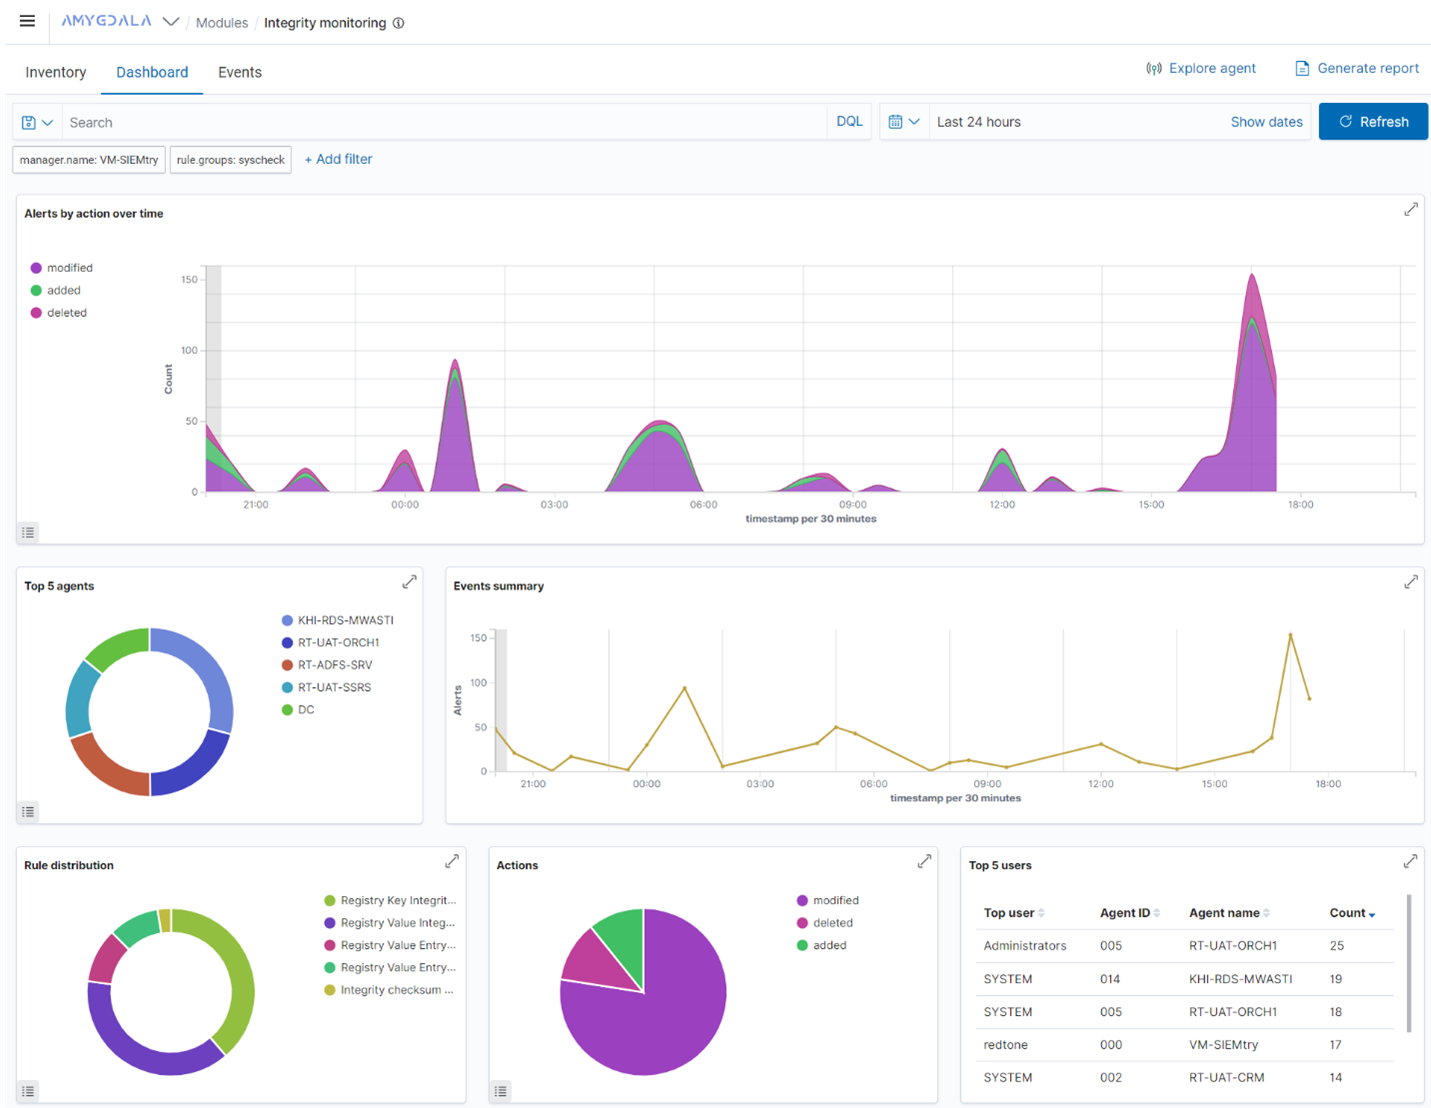 AMYGDALA / Modules / Integrity monitoring
Inventory Dashboard Events Explore agent Generate report
Search DQL Last 24 hours Show dates Refresh
manager.name: VM-SIEMtry rule.groups: syscheck + Add filter
Alerts by action over time
modified
added
deleted
150
100
50
0
Count
21:00 00:00 03:00 06:00 09:00 12:00 15:00 18:00
timestamp per 30 minutes
Top 5 agents
KHI-RDS-MWASTI
RT-UAT-ORCH1
RT-ADFS-SRV
RT-UAT-SSRS
DC
Events summary
150
100
50
0
Alerts
21:00 00:00 03:00 06:00 09:00 12:00 15:00 18:00
timestamp per 30 minutes
Rule distribution
Registry Key Integrit...
Registry Value Integ...
Registry Value Entry...
Registry Value Entry...
Integrity checksum ...
Actions
modified
deleted
added
Top 5 users
Top user Agent ID Agent name Count
Administrators 005 RT-UAT-ORCH1 25
SYSTEM 014 KHI-RDS-MWASTI 19
SYSTEM 005 RT-UAT-ORCH1 18
redtone 000 VM-SIEMtry 17
SYSTEM 002 RT-UAT-CRM 14